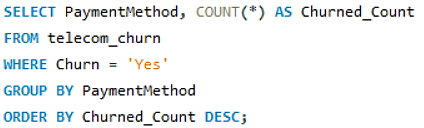 SELECT PaymentMethod, COUNT(*) AS Churned_Count
FROM telecom_churn
WHERE Churn = 'Yes'
GROUP BY PaymentMethod
ORDER BY Churned_Count DESC;